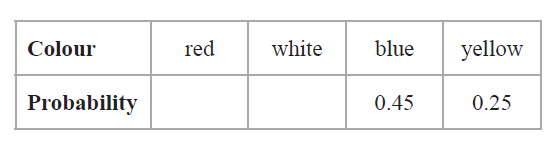 Colour red white blue yellow
Probability 0.45 0.25